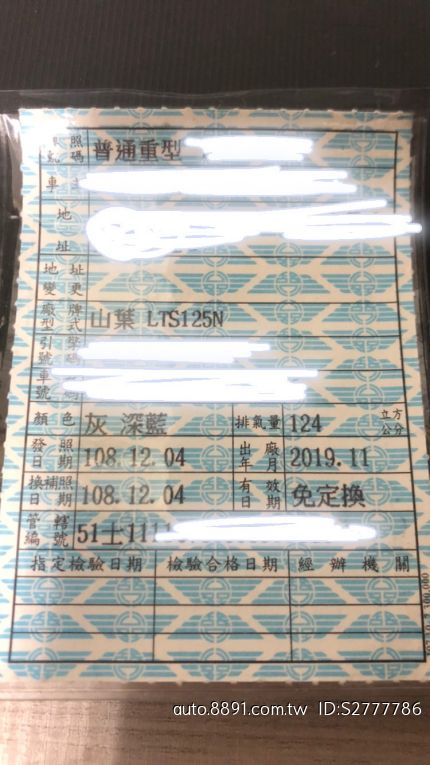 照 普通重型
號碼
車
地
址
地址
變更
廠牌 山葉 LTS125N
型式
引擎
號碼
車
號
顏色 灰 深藍 排氣量 124 立方公分
發照日期 108.12.04 出廠年月 2019.11
換補照日期 108.12.04 有效日期 免定換
管轄編號 51士111
指定檢驗日期 檢驗合格日期 經辦機關
auto.8891.com.tw ID:S2777786